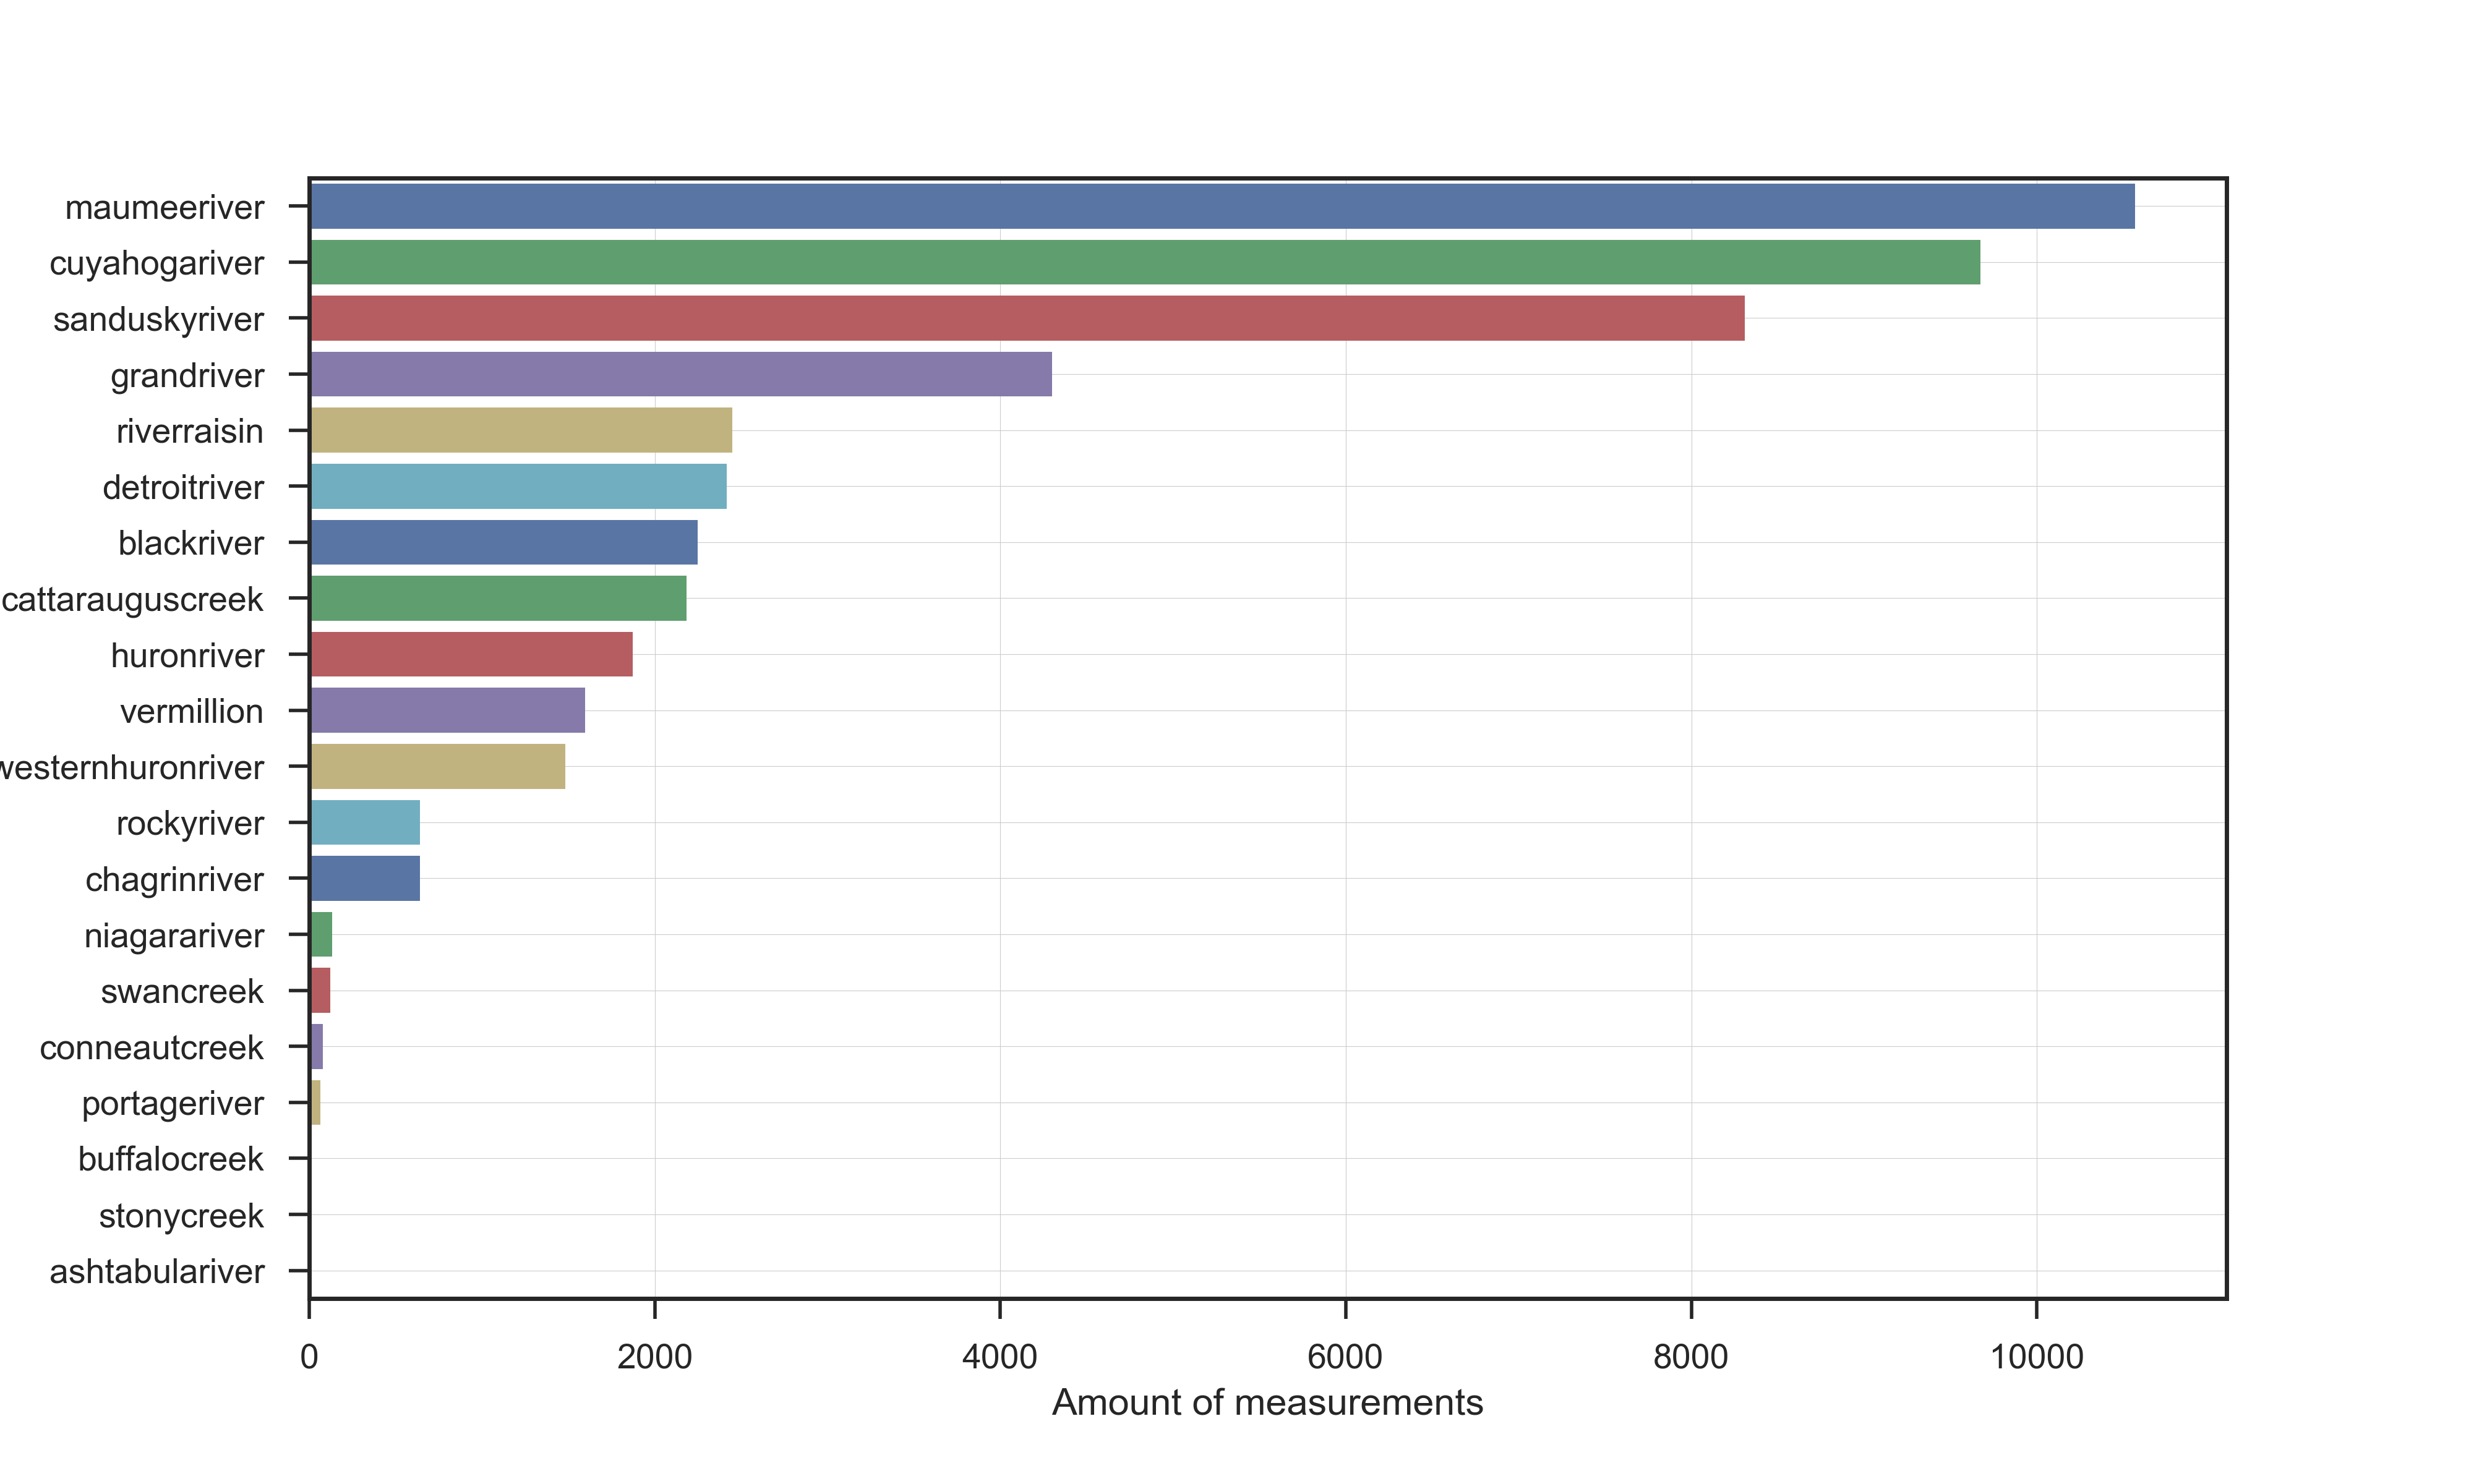 maumeeriver
cuyahogariver
sanduskyriver
grandriver
riverraisin
detroitriver
blackriver
cattarauguscreek
huronriver
vermillion
westernhuronriver
rockyriver
chagrinriver
niagarariver
swancreek
conneautcreek
portageriver
buffalocreek
stonycreek
ashtabulariver
0 2000 4000 6000 8000 10000
Amount of measurements